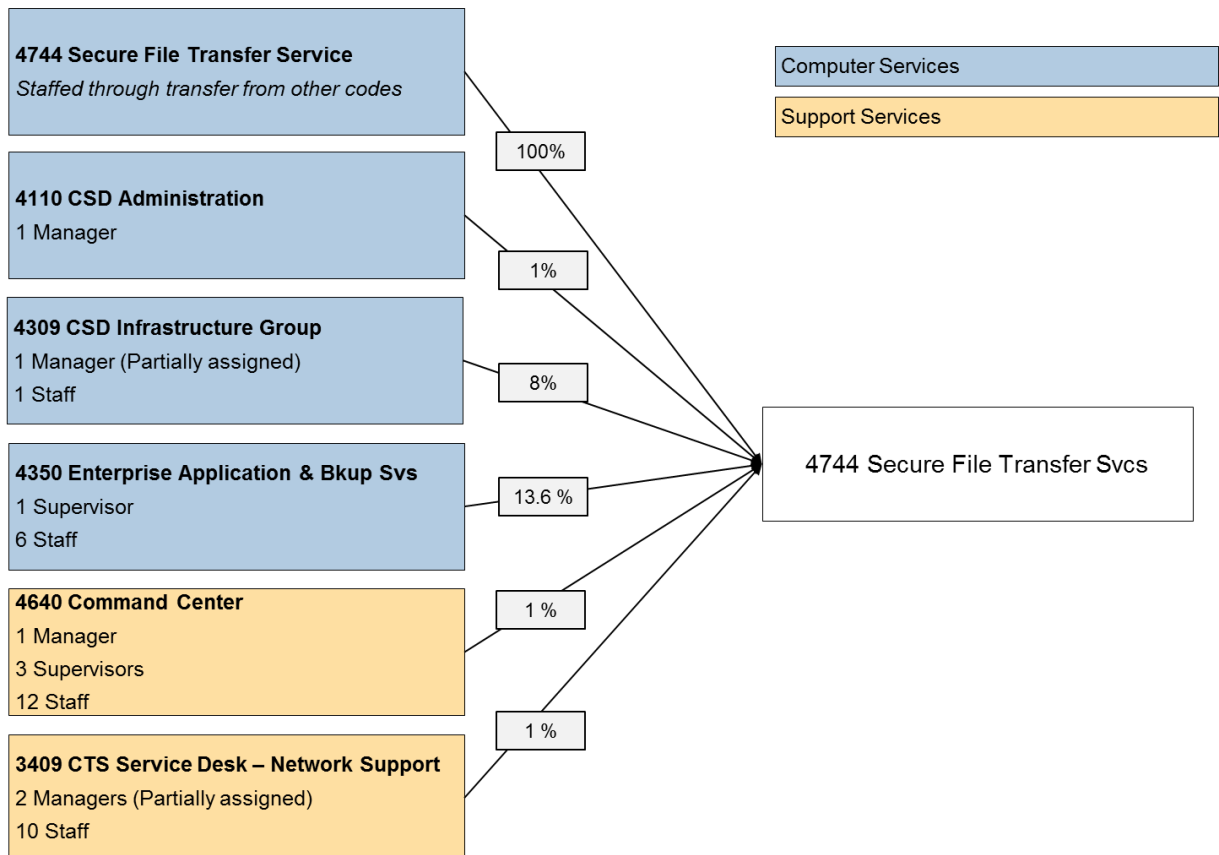 4744 Secure File Transfer Service
Staffed through transfer from other codes
4110 CSD Administration
1 Manager
4309 CSD Infrastructure Group
1 Manager (Partially assigned)
1 Staff
4350 Enterprise Application & Bkup Svs
1 Supervisor
6 Staff
4640 Command Center
1 Manager
3 Supervisors
12 Staff
3409 CTS Service Desk – Network Support
2 Managers (Partially assigned)
10 Staff
100%
1%
8%
13.6 %
1 %
1 %
Computer Services
Support Services
4744 Secure File Transfer Svcs